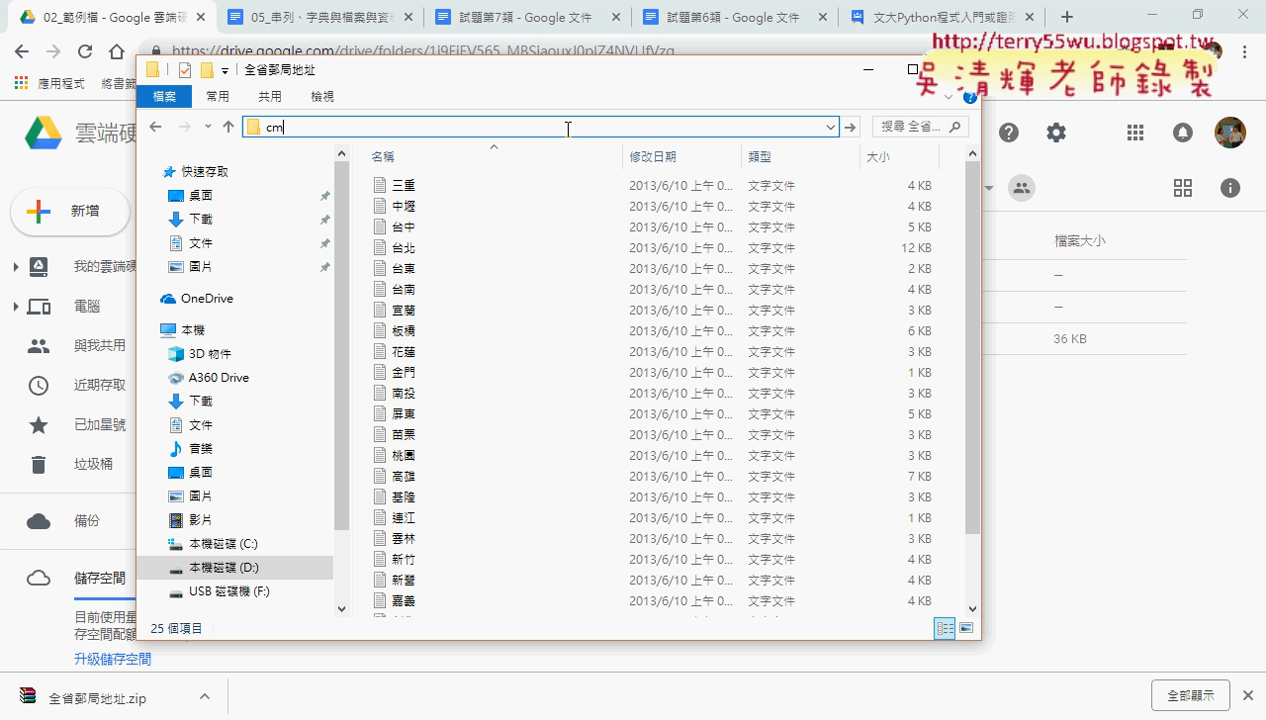 02_範例檔 - Google 雲端硬
05_串列、字典與檔案與資
試題第7類 - Google 文件
試題第6類 - Google 文件
文大Python程式入門或證照
http://terry55wu.blogspot.tw
吳清輝老師錄製
應用程式
將書籤
全省郵局地址
檔案
常用
共用
檢視
cm
搜尋 全省...
雲端硬
新增
我的雲端硬
電腦
與我共用
近期存取
已加星號
垃圾桶
備份
儲存空間
目前使用量
存空間配額
升級儲存空間
快速存取
桌面
下載
文件
圖片
OneDrive
本機
3D 物件
A360 Drive
下載
文件
音樂
桌面
圖片
影片
本機磁碟 (C:)
本機磁碟 (D:)
USB 磁碟機 (F:)
名稱 修改日期 類型 大小
三重 2013/6/10 上午 0... 文字文件 4 KB
中壢 2013/6/10 上午 0... 文字文件 4 KB
台中 2013/6/10 上午 0... 文字文件 5 KB
台北 2013/6/10 上午 0... 文字文件 12 KB
台東 2013/6/10 上午 0... 文字文件 2 KB
台南 2013/6/10 上午 0... 文字文件 4 KB
宜蘭 2013/6/10 上午 0... 文字文件 3 KB
板橋 2013/6/10 上午 0... 文字文件 6 KB
花蓮 2013/6/10 上午 0... 文字文件 3 KB
金門 2013/6/10 上午 0... 文字文件 1 KB
南投 2013/6/10 上午 0... 文字文件 3 KB
屏東 2013/6/10 上午 0... 文字文件 5 KB
苗栗 2013/6/10 上午 0... 文字文件 3 KB
桃園 2013/6/10 上午 0... 文字文件 3 KB
高雄 2013/6/10 上午 0... 文字文件 7 KB
基隆 2013/6/10 上午 0... 文字文件 3 KB
連江 2013/6/10 上午 0... 文字文件 1 KB
雲林 2013/6/10 上午 0... 文字文件 3 KB
新竹 2013/6/10 上午 0... 文字文件 4 KB
新營 2013/6/10 上午 0... 文字文件 4 KB
嘉義 2013/6/10 上午 0... 文字文件 4 KB
25 個項目
檔案大小
–
–
36 KB
全省郵局地址.zip
全部顯示